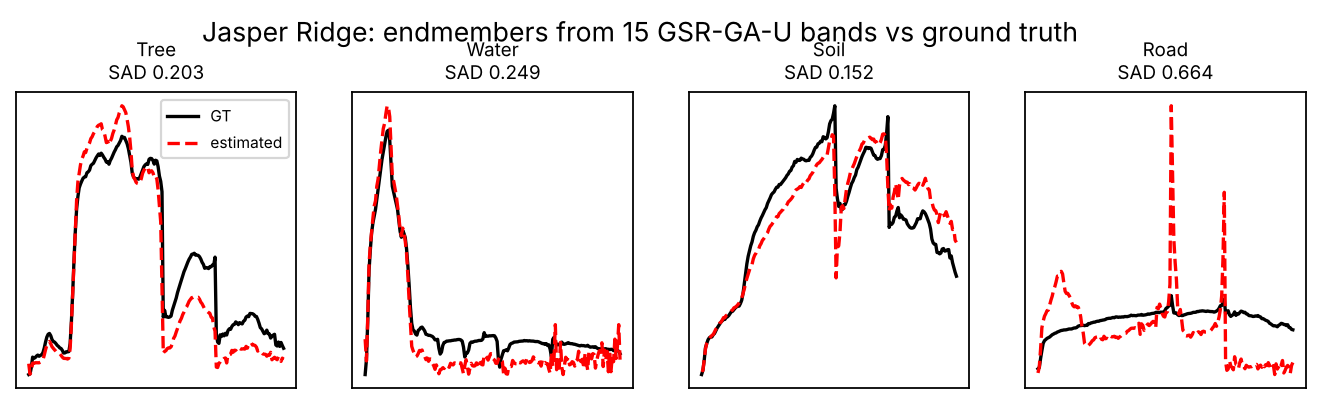 Jasper Ridge: endmembers from 15 GSR-GA-U bands vs ground truth
Tree
SAD 0.203
GT
estimated
Water
SAD 0.249
Soil
SAD 0.152
Road
SAD 0.664